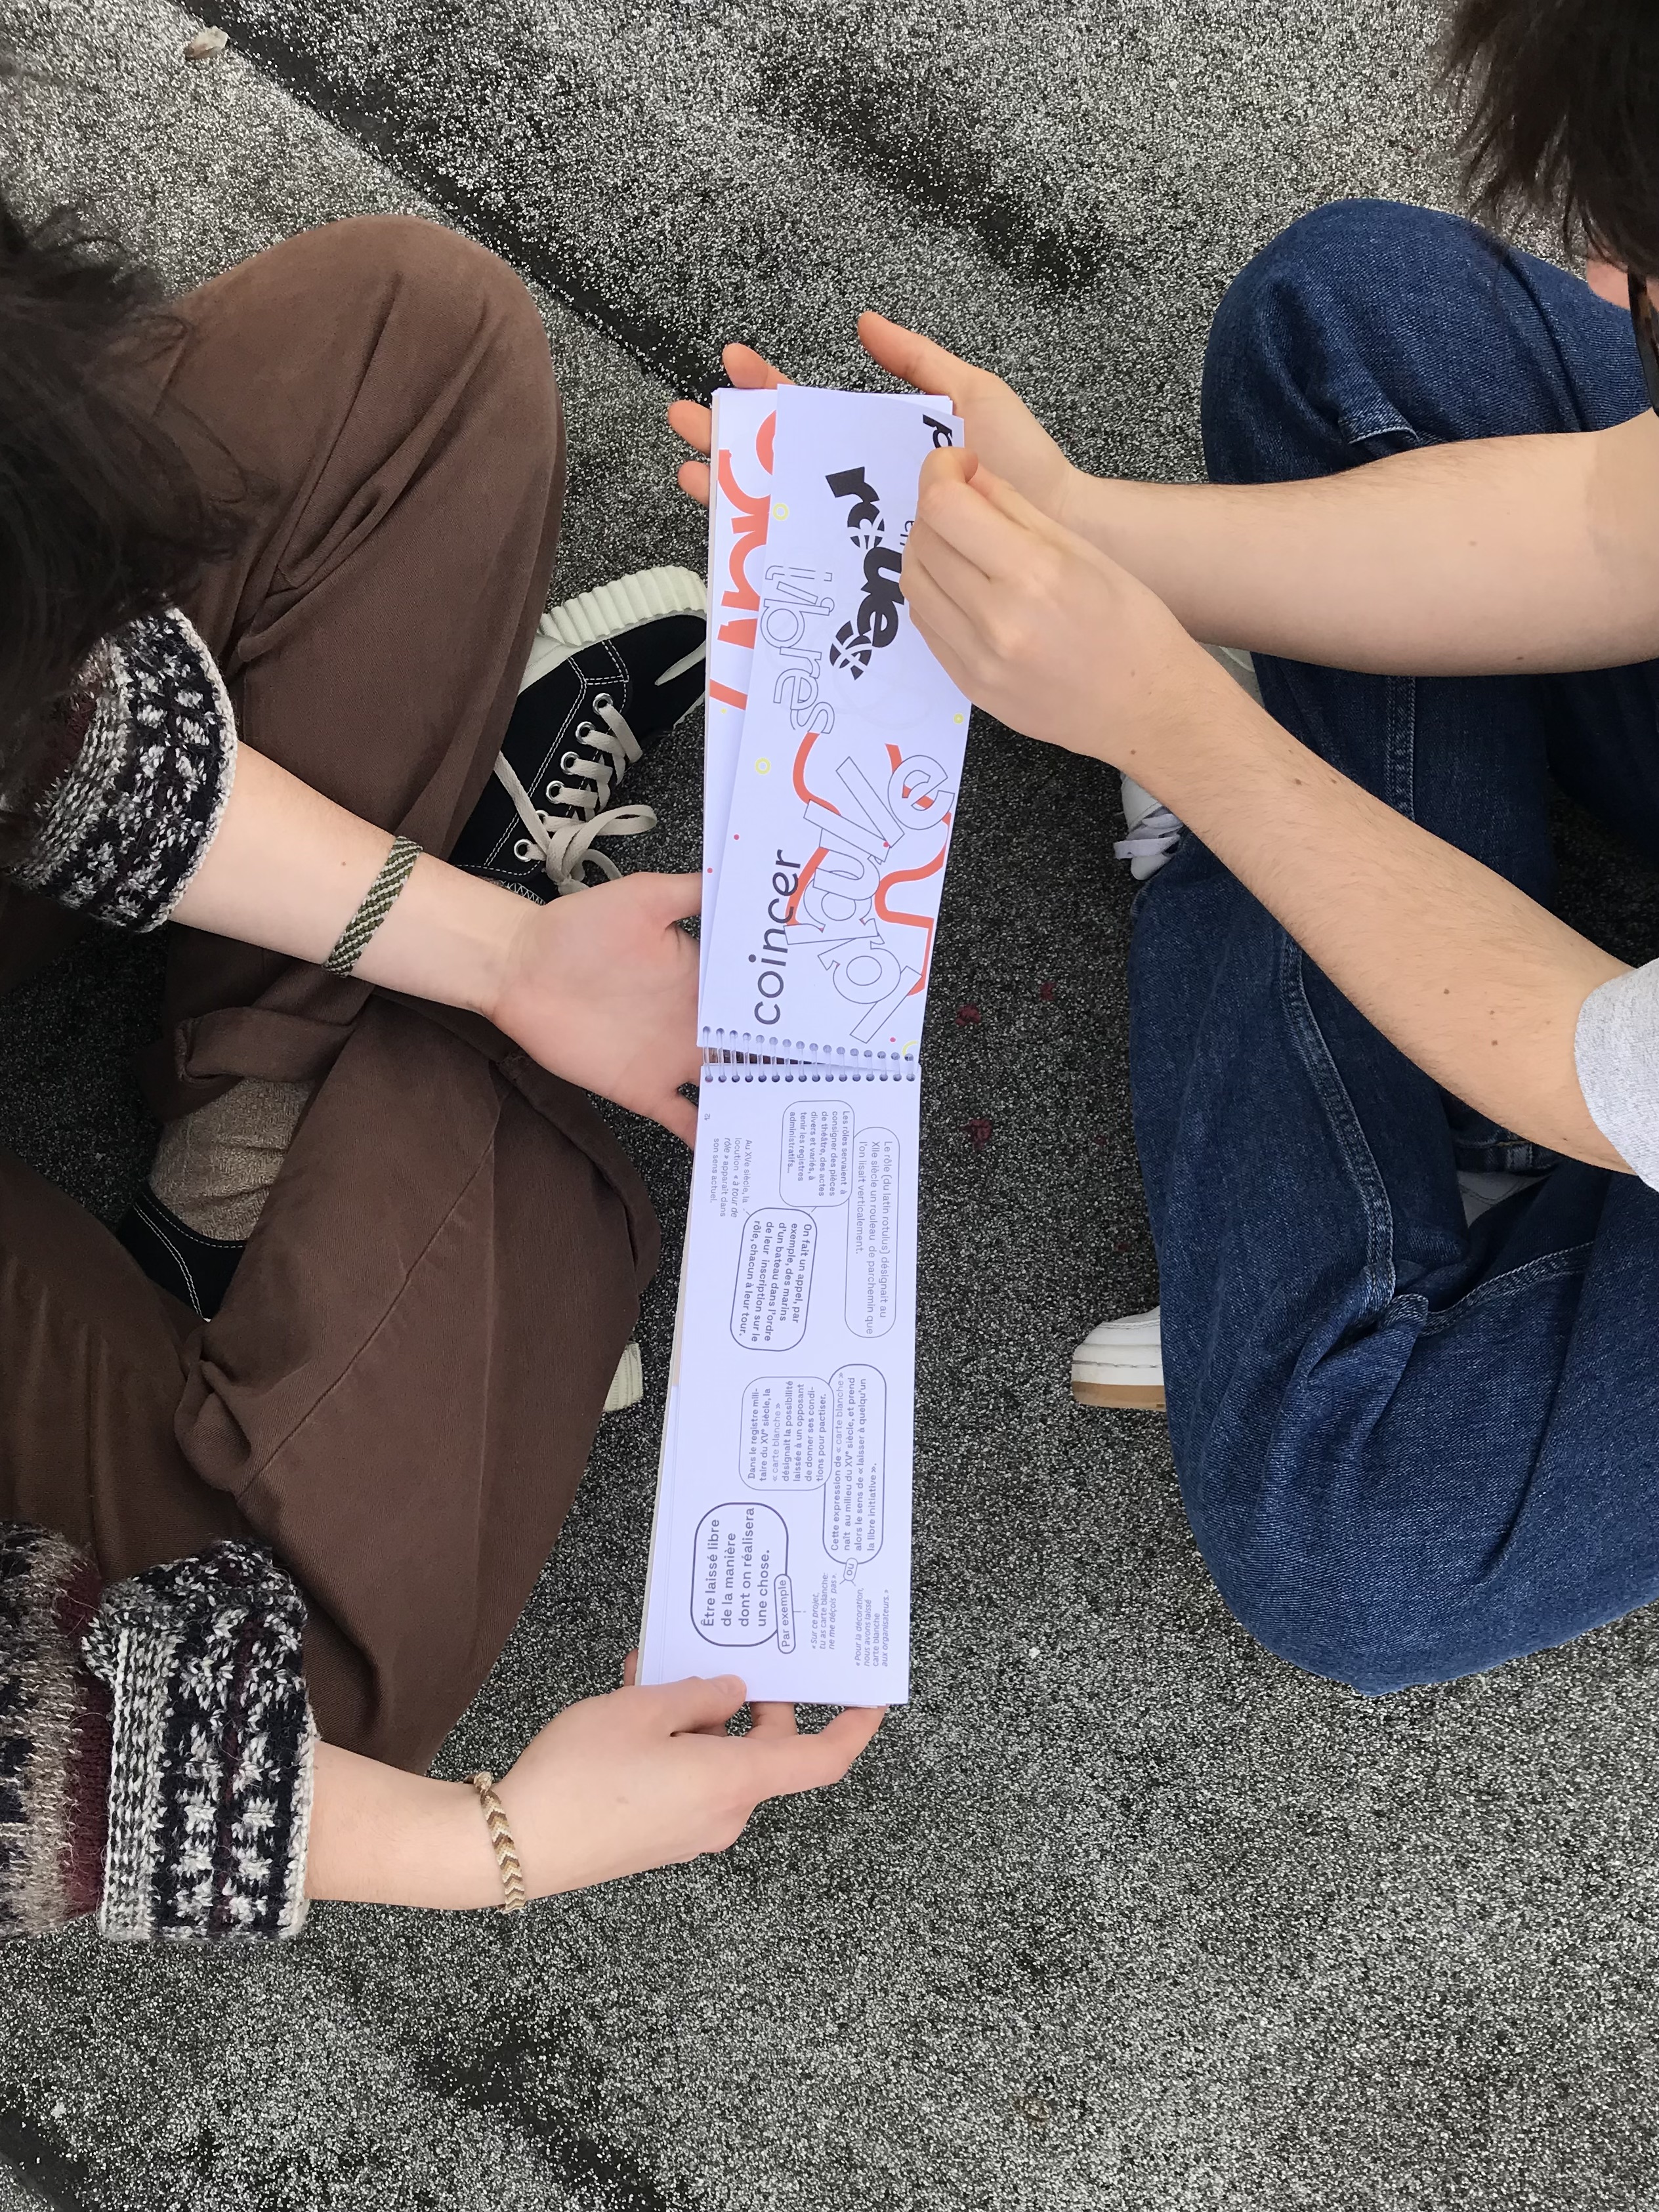 coincer
libres
roues
Les rôles servaient à
consigner des pièces
de théâtre, des actes
divers et variés, à
tenir les registres
administratifs...
Le rôle (du latin rotulus) désignait au
XIIe siècle un rouleau de parchemin que
l'on lisait verticalement.
Au XVe siècle, la
locution « à tour de
rôle » apparaît dans
son sens actuel.
On fait un appel, par
exemple, des marins
d'un bateau dans l'ordre
de leur inscription sur le
rôle, chacun à leur tour.
Être laissé libre
de la manière
dont on réalisera
une chose.
Par exemple
« Sur ce projet,
tu as carte blanche:
ne me déçois pas ».
ou
« Pour la décoration,
nous avons laissé
carte blanche
aux organisateurs. »
Dans le registre mili-
taire du XVe siècle, la
« carte blanche »
désignait la possibilité
laissée à un opposant
de donner ses condi-
tions pour pactiser.
Cette expression de « carte blanche »
naît au milieu du XVe siècle, et prend
alors le sens de « laisser à quelqu'un
la libre initiative ».